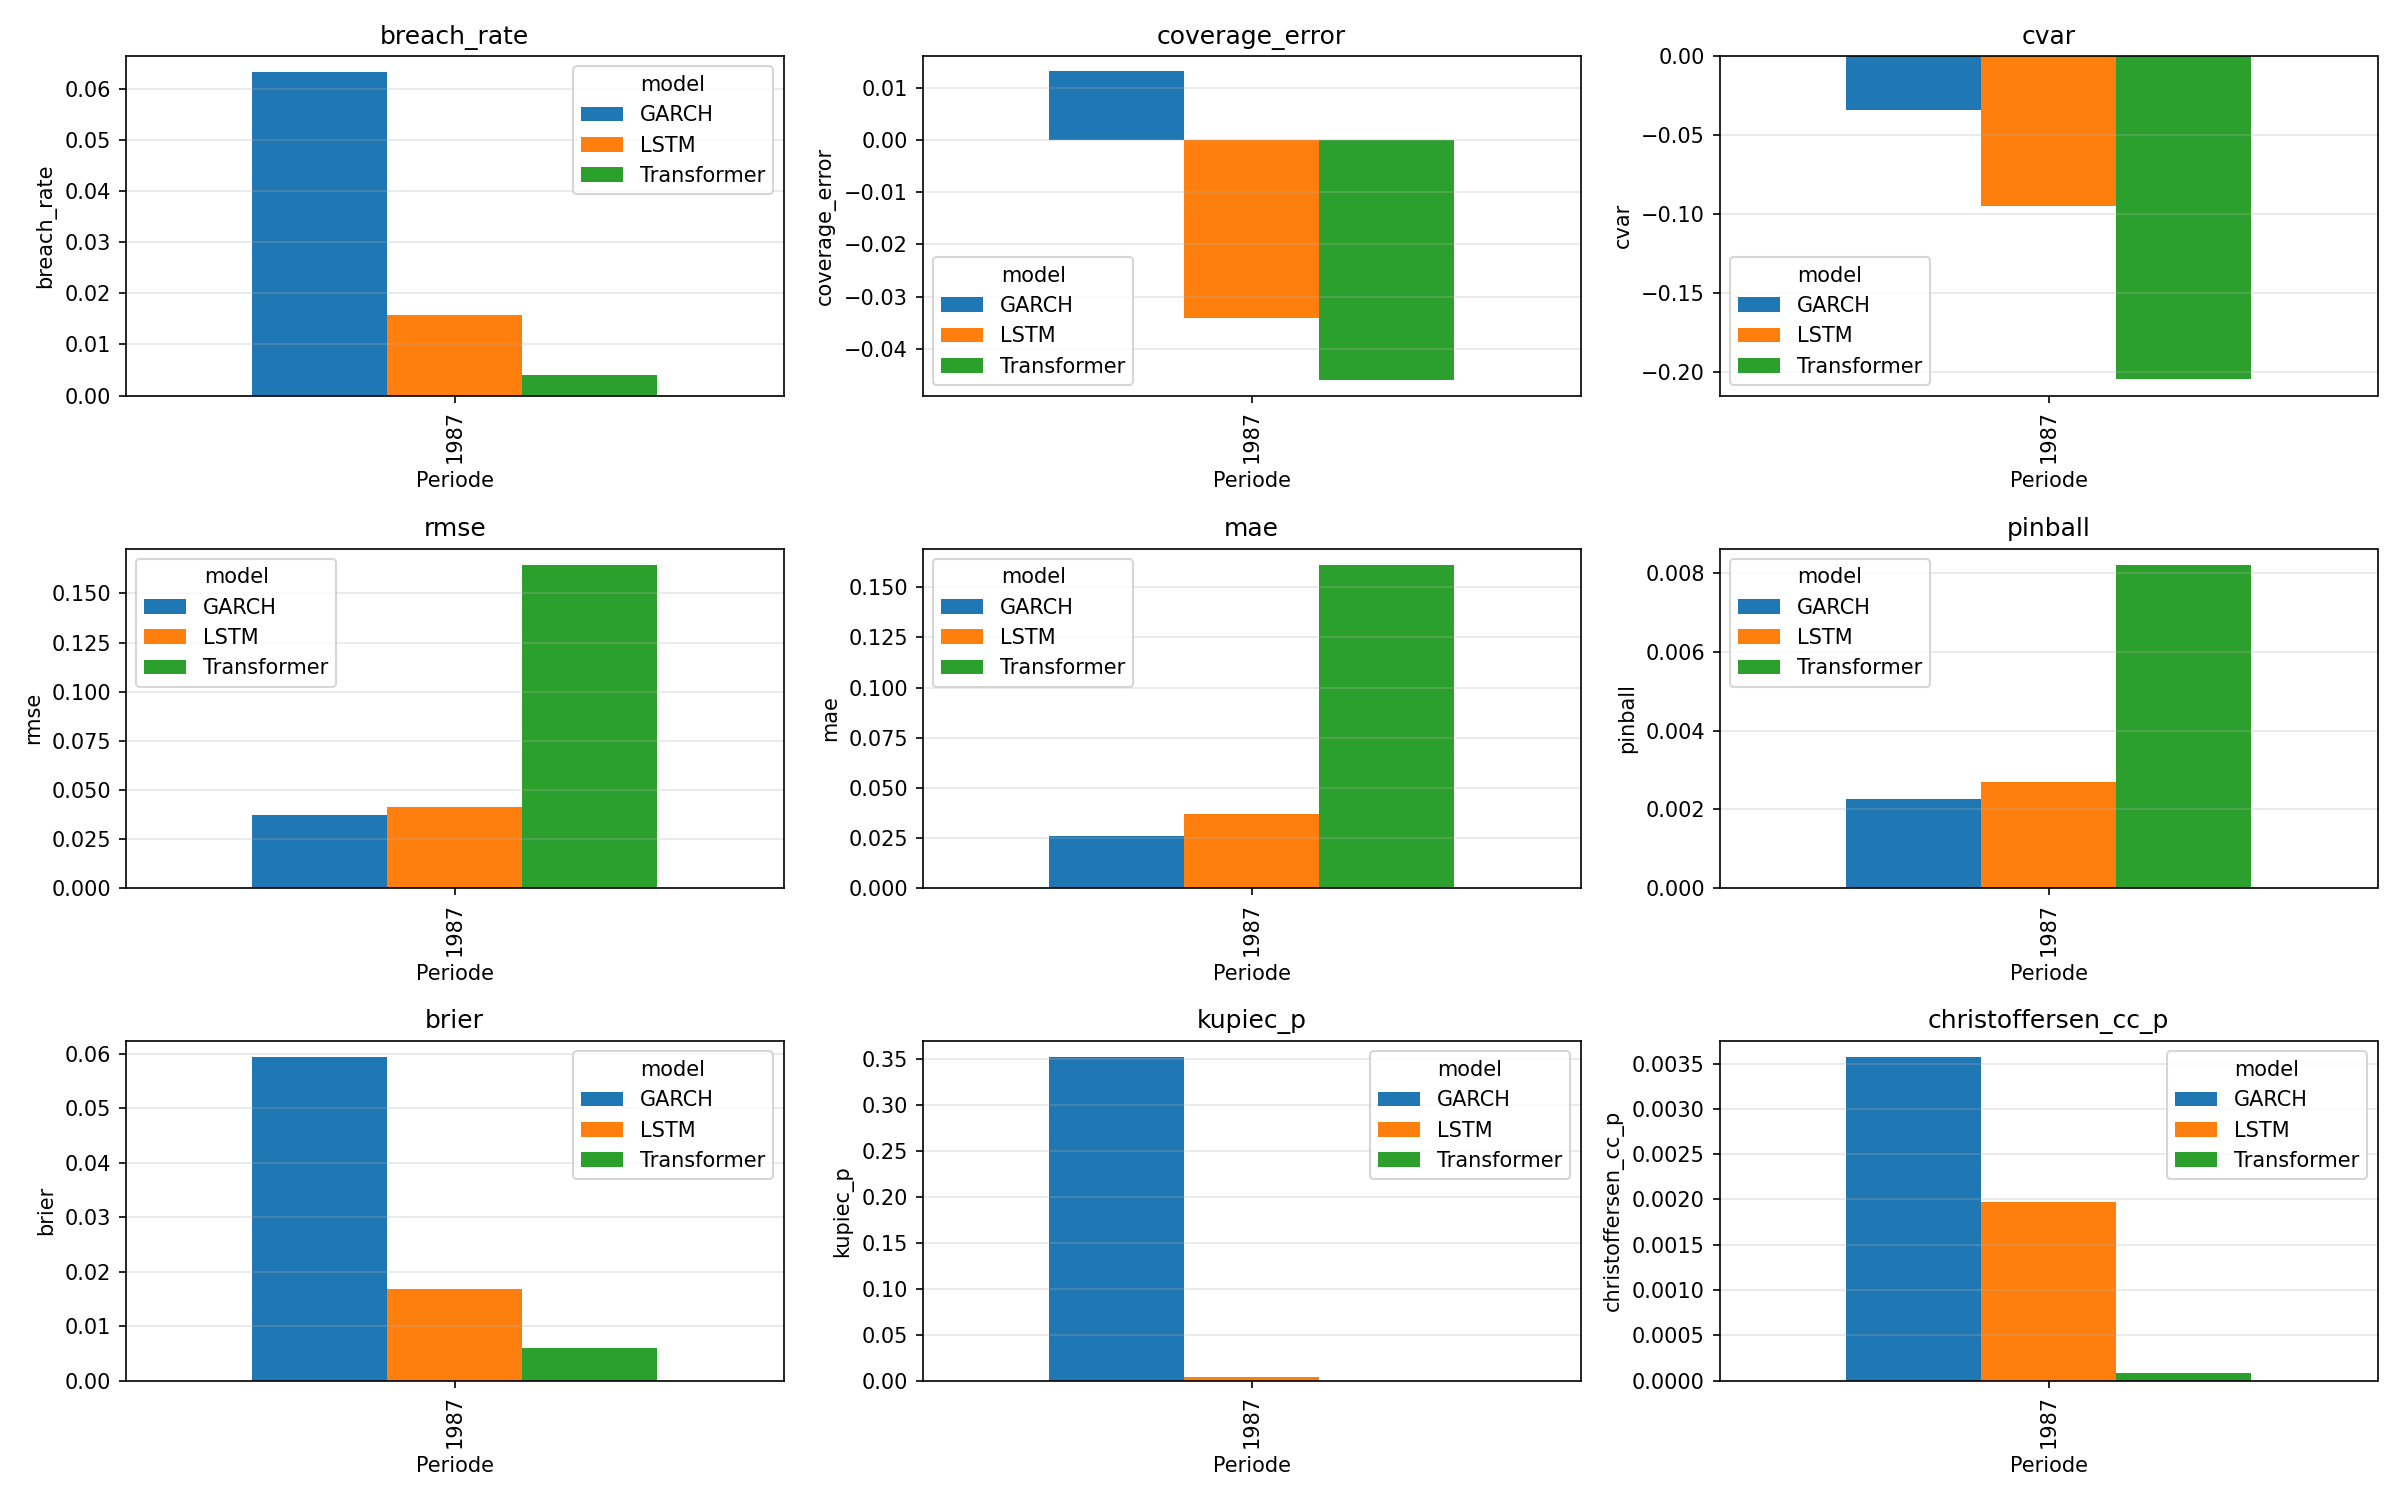 breach_rate
breach_rate
0.06
0.05
0.04
0.03
0.02
0.01
0.00
model
GARCH
LSTM
Transformer
1987
Periode
coverage_error
coverage_error
0.01
0.00
−0.01
−0.02
−0.03
−0.04
model
GARCH
LSTM
Transformer
1987
Periode
cvar
cvar
0.00
−0.05
−0.10
−0.15
−0.20
model
GARCH
LSTM
Transformer
1987
Periode
rmse
rmse
0.150
0.125
0.100
0.075
0.050
0.025
0.000
model
GARCH
LSTM
Transformer
1987
Periode
mae
mae
0.150
0.125
0.100
0.075
0.050
0.025
0.000
model
GARCH
LSTM
Transformer
1987
Periode
pinball
pinball
0.008
0.006
0.004
0.002
0.000
model
GARCH
LSTM
Transformer
1987
Periode
brier
brier
0.06
0.05
0.04
0.03
0.02
0.01
0.00
model
GARCH
LSTM
Transformer
1987
Periode
kupiec_p
kupiec_p
0.35
0.30
0.25
0.20
0.15
0.10
0.05
0.00
model
GARCH
LSTM
Transformer
1987
Periode
christoffersen_cc_p
christoffersen_cc_p
0.0035
0.0030
0.0025
0.0020
0.0015
0.0010
0.0005
0.0000
model
GARCH
LSTM
Transformer
1987
Periode